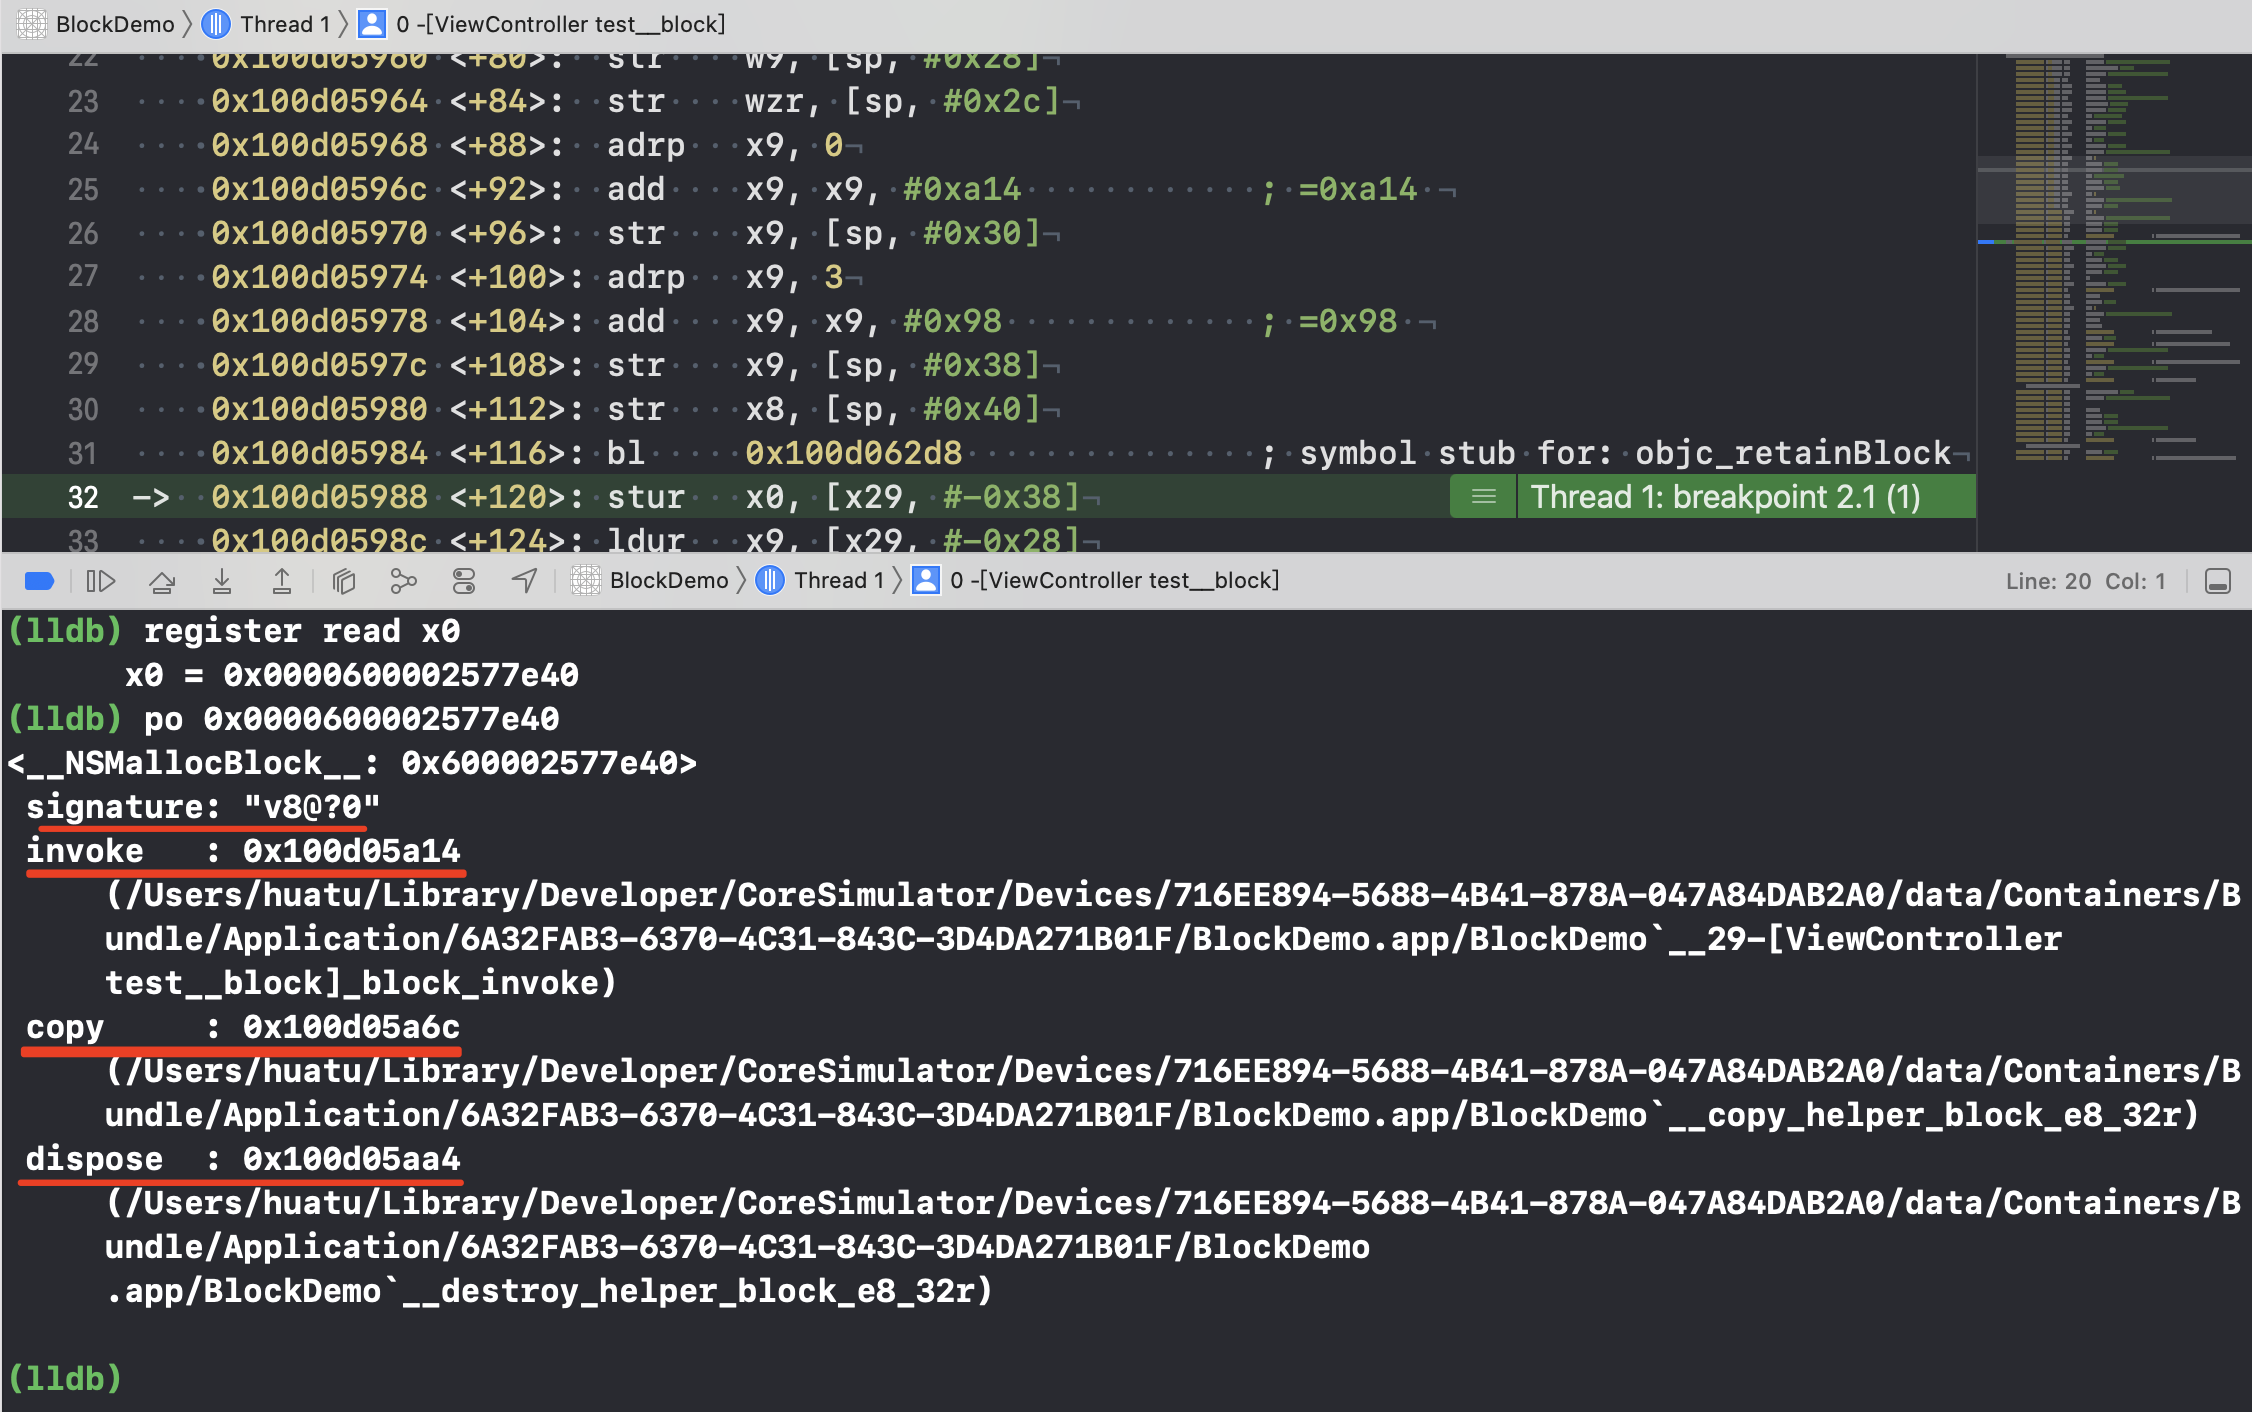 BlockDemo 〉 Thread 1 〉 0 -[ViewController test__block]
22 0x100d05960 <+80>: str w9, [sp, #0x28]
23 0x100d05964 <+84>: str wzr, [sp, #0x2c]
24 0x100d05968 <+88>: adrp x9, 0
25 0x100d0596c <+92>: add x9, x9, #0xa14 ; =0xa14
26 0x100d05970 <+96>: str x9, [sp, #0x30]
27 0x100d05974 <+100>: adrp x9, 3
28 0x100d05978 <+104>: add x9, x9, #0x98 ; =0x98
29 0x100d0597c <+108>: str x9, [sp, #0x38]
30 0x100d05980 <+112>: str x8, [sp, #0x40]
31 0x100d05984 <+116>: bl 0x100d062d8 ; symbol stub for: objc_retainBlock
32 -> 0x100d05988 <+120>: stur x0, [x29, #-0x38] Thread 1: breakpoint 2.1 (1)
33 0x100d0598c <+124>: ldur x9, [x29, #-0x28]
BlockDemo 〉 Thread 1 〉 0 -[ViewController test__block] Line: 20 Col: 1
(lldb) register read x0
x0 = 0x0000600002577e40
(lldb) po 0x0000600002577e40
<__NSMallocBlock__: 0x600002577e40>
signature: "v8@?0"
invoke : 0x100d05a14
(/Users/huatu/Library/Developer/CoreSimulator/Devices/716EE894-5688-4B41-878A-047A84DAB2A0/data/Containers/B
undle/Application/6A32FAB3-6370-4C31-843C-3D4DA271B01F/BlockDemo.app/BlockDemo`__29-[ViewController
test__block]_block_invoke)
copy : 0x100d05a6c
(/Users/huatu/Library/Developer/CoreSimulator/Devices/716EE894-5688-4B41-878A-047A84DAB2A0/data/Containers/B
undle/Application/6A32FAB3-6370-4C31-843C-3D4DA271B01F/BlockDemo.app/BlockDemo`__copy_helper_block_e8_32r)
dispose : 0x100d05aa4
(/Users/huatu/Library/Developer/CoreSimulator/Devices/716EE894-5688-4B41-878A-047A84DAB2A0/data/Containers/B
undle/Application/6A32FAB3-6370-4C31-843C-3D4DA271B01F/BlockDemo
.app/BlockDemo`__destroy_helper_block_e8_32r)
(lldb)